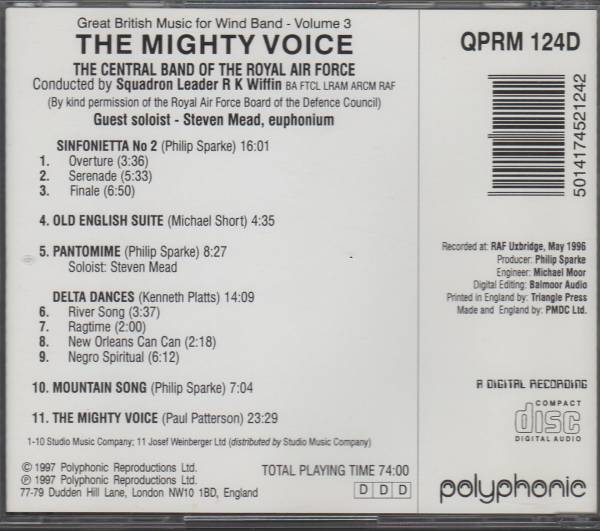 Great British Music for Wind Band - Volume 3
THE MIGHTY VOICE
THE CENTRAL BAND OF THE ROYAL AIR FORCE
Conducted by Squadron Leader R K Wiffin BA FTCL LRAM ARCM RAF
(By kind permission of the Royal Air Force Board of the Defence Council)
Guest soloist - Steven Mead, euphonium
SINFONIETTA No 2 (Philip Sparke) 16:01
1. Overture (3:36)
2. Serenade (5:33)
3. Finale (6:50)
4. OLD ENGLISH SUITE (Michael Short) 4:35
5. PANTOMIME (Philip Sparke) 8:27
Soloist: Steven Mead
DELTA DANCES (Kenneth Platts) 14:09
6. River Song (3:37)
7. Ragtime (2:00)
8. New Orleans Can Can (2:18)
9. Negro Spiritual (6:12)
10. MOUNTAIN SONG (Philip Sparke) 7:04
11. THE MIGHTY VOICE (Paul Patterson) 23:29
1-10 Studio Music Company; 11 Josef Weinberger Ltd (distributed by Studio Music Company)
© 1997 Polyphonic Reproductions Ltd.
℗ 1997 Polyphonic Reproductions Ltd.
77-79 Dudden Hill Lane, London NW10 1BD, England
TOTAL PLAYING TIME 74:00
D D D
QPRM 124D
5014174521242
Recorded at: RAF Uxbridge, May 1996
Producer: Philip Sparke
Engineer: Michael Moor
Digital Editing: Balmoor Audio
Printed in England by: Triangle Press
Made and England by: PMDC Ltd.
A DIGITAL RECORDING
COMPACT
disc
DIGITAL AUDIO
polyphonic